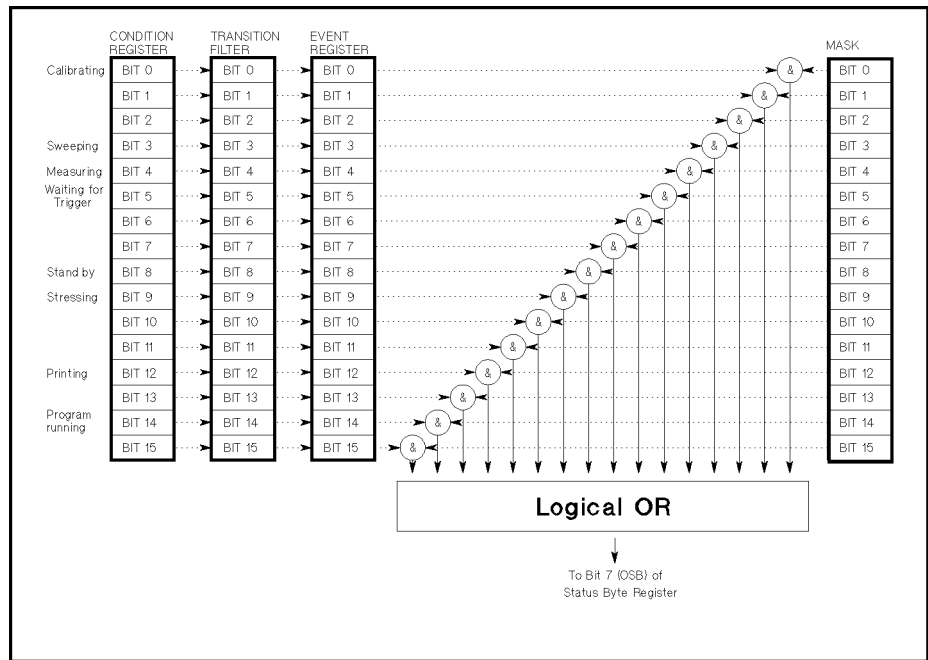 CONDITION REGISTER TRANSITION FILTER EVENT REGISTER MASK
Calibrating BIT 0 BIT 0 BIT 0 & BIT 0
BIT 1 BIT 1 BIT 1 & BIT 1
BIT 2 BIT 2 BIT 2 & BIT 2
Sweeping BIT 3 BIT 3 BIT 3 & BIT 3
Measuring BIT 4 BIT 4 BIT 4 & BIT 4
Waiting for Trigger BIT 5 BIT 5 BIT 5 & BIT 5
BIT 6 BIT 6 BIT 6 & BIT 6
BIT 7 BIT 7 BIT 7 & BIT 7
Stand by BIT 8 BIT 8 BIT 8 & BIT 8
Stressing BIT 9 BIT 9 BIT 9 & BIT 9
BIT 10 BIT 10 BIT 10 & BIT 10
BIT 11 BIT 11 BIT 11 & BIT 11
Printing BIT 12 BIT 12 BIT 12 & BIT 12
BIT 13 BIT 13 BIT 13 & BIT 13
Program running BIT 14 BIT 14 BIT 14 & BIT 14
BIT 15 BIT 15 BIT 15 & BIT 15
Logical OR
To Bit 7 (OSB) of
Status Byte Register